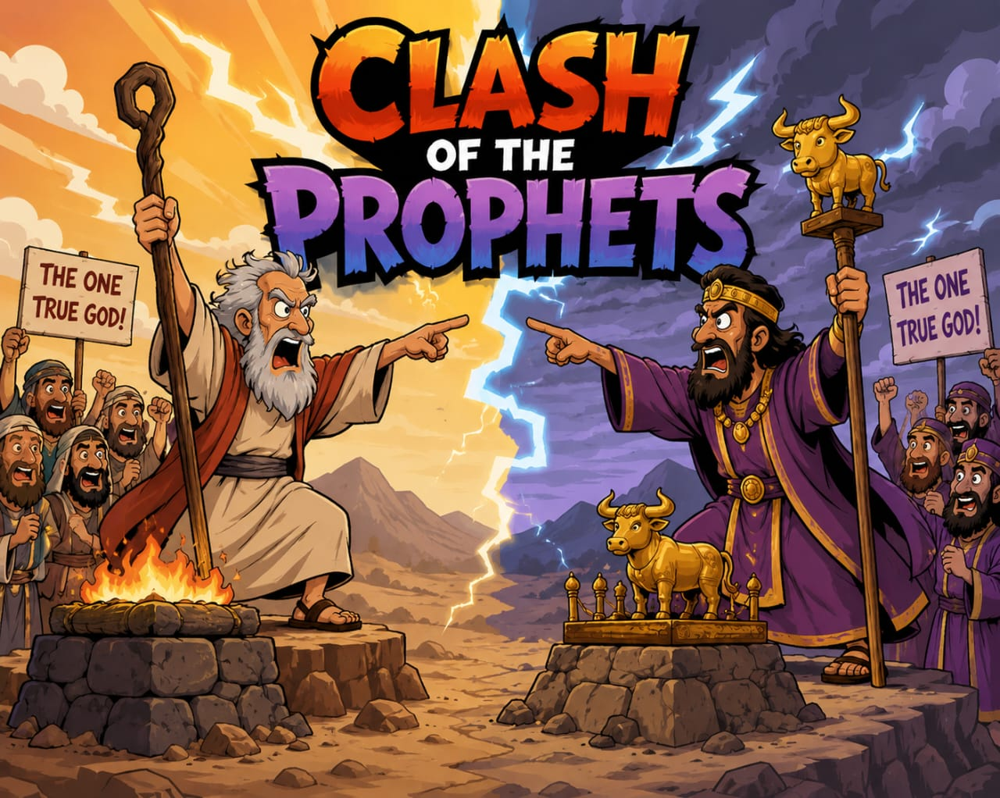 CLASH
OF THE
PROPHETS
THE ONE
TRUE GOD!
THE ONE
TRUE GOD!